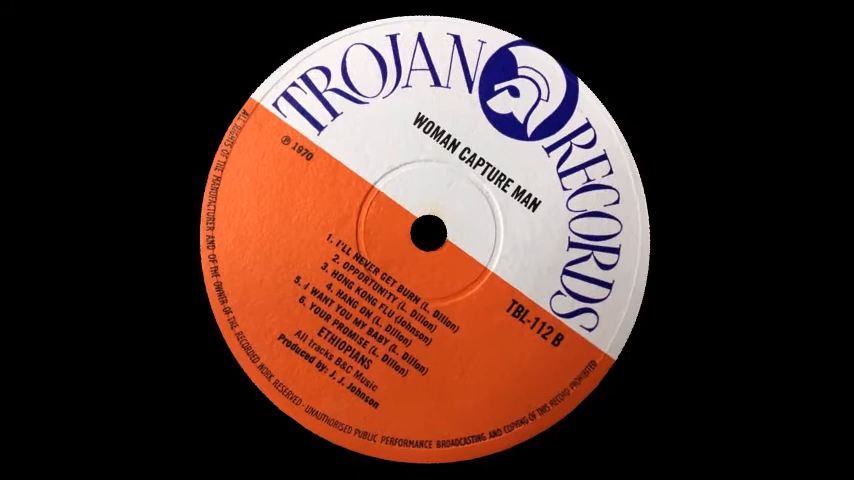 TROJAN RECORDS
WOMAN CAPTURE MAN
℗ 1970
TBL-112 B
1. I'LL NEVER GET BURN (L. Dillon)
2. OPPORTUNITY (L. Dillon)
3. HONG KONG FLU (Johnson)
4. HANG ON (L. Dillon)
5. I WANT YOU MY BABY (L. Dillon)
6. YOUR PROMISE (L. Dillon)
ETHIOPIANS
All tracks B&C Music
Produced by: J. J. Johnson
ALL RIGHTS OF THE MANUFACTURER AND OF THE OWNER OF THE RECORDED WORK RESERVED - UNAUTHORISED PUBLIC PERFORMANCE BROADCASTING AND COPYING OF THIS RECORD PROHIBITED